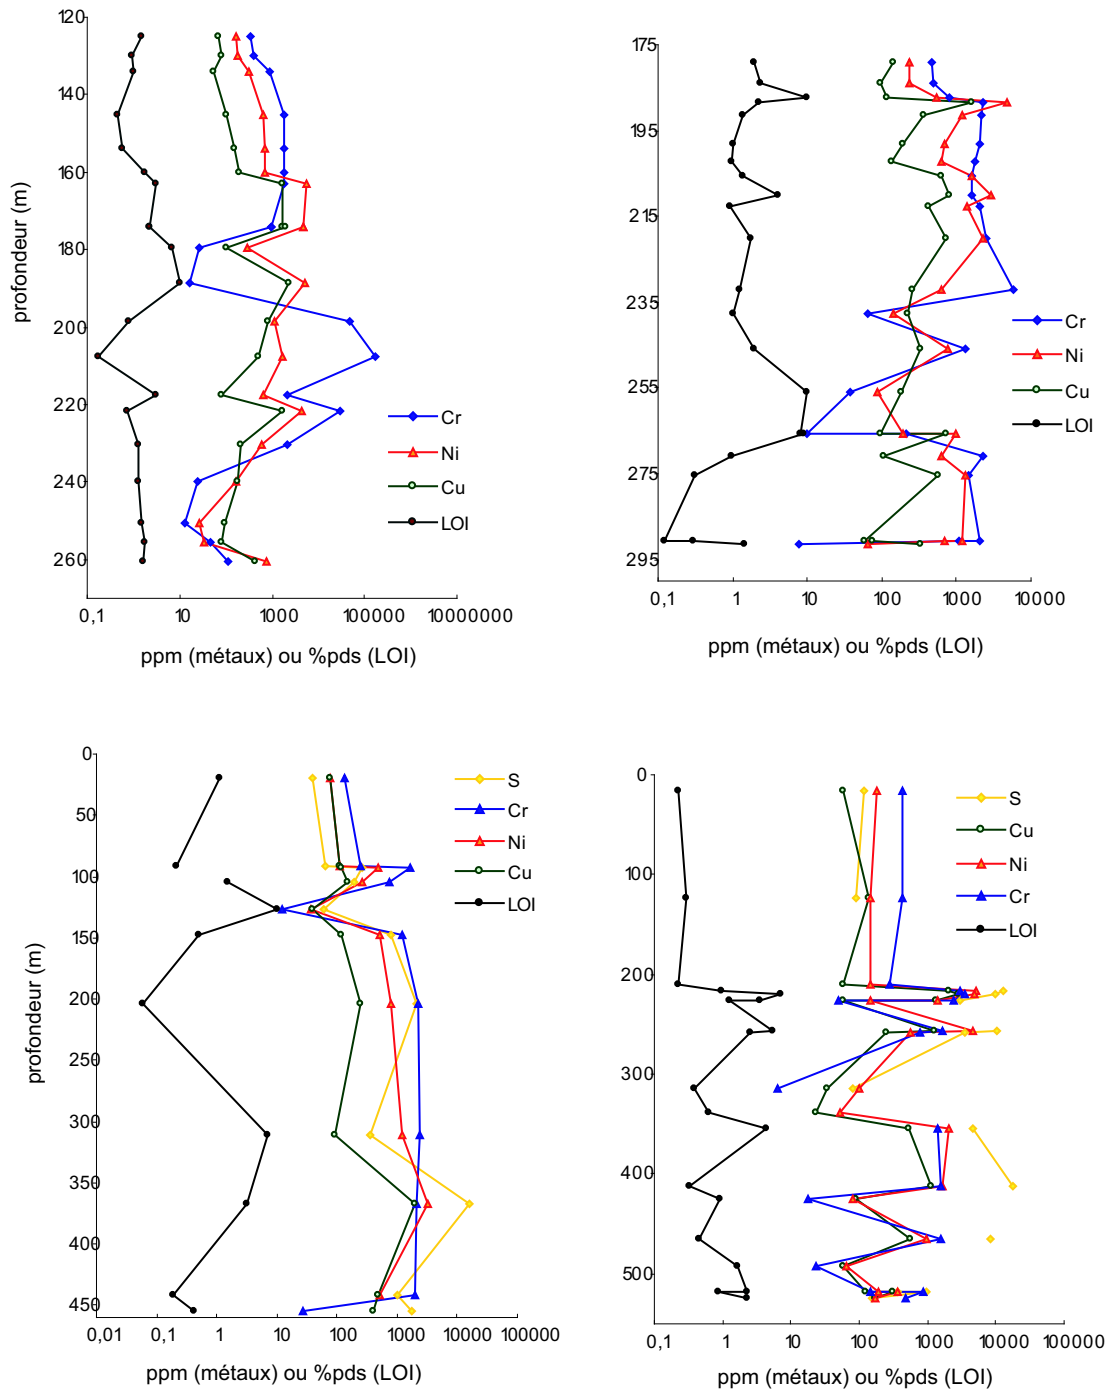 120
140
160
180
200
220
240
260
profondeur (m)
0,1 10 1000 100000 10000000
ppm (métaux) ou %pds (LOI)
Cr
Ni
Cu
LOI
175
195
215
235
255
275
295
0,1 1 10 100 1000 10000
ppm (métaux) ou %pds (LOI)
Cr
Ni
Cu
LOI
0
50
100
150
200
250
300
350
400
450
profondeur (m)
0,01 0,1 1 10 100 1000 10000 100000
ppm (métaux) ou %pds (LOI)
S
Cr
Ni
Cu
LOI
0
100
200
300
400
500
0,1 1 10 100 1000 10000 100000
ppm (métaux) ou %pds (LOI)
S
Cu
Ni
Cr
LOI